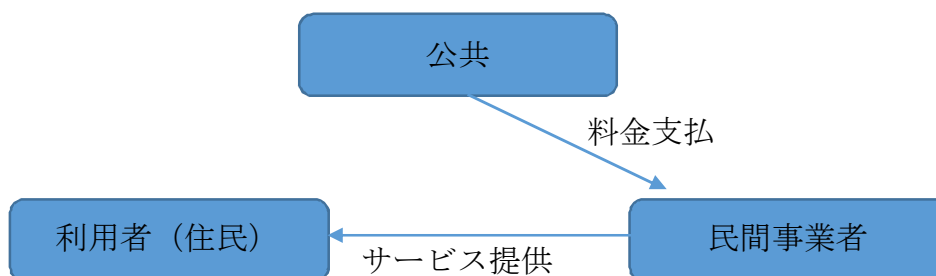 公共
料金支払
利用者（住民）
民間事業者
サービス提供